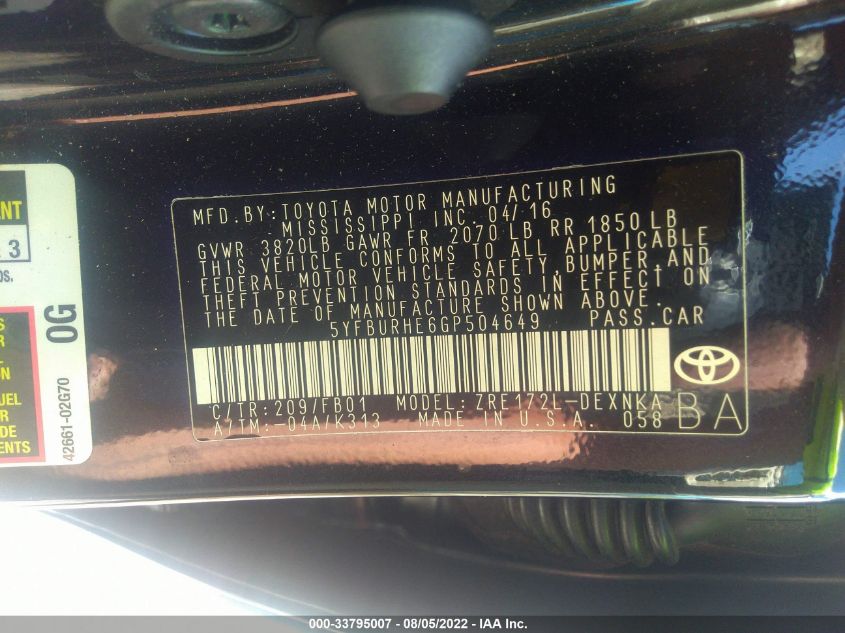 MFD.BY:TOYOTA MOTOR MANUFACTURING
MISSISSIPPI INC. 04/16
GVWR 3820LB GAWR FR 2070 LB RR 1850 LB
THIS VEHICLE CONFORMS TO ALL APPLICABLE
FEDERAL MOTOR VEHICLE SAFETY, BUMPER AND
THEFT PREVENTION STANDARDS IN EFFECT ON
THE DATE OF MANUFACTURE SHOWN ABOVE.
5YFBURHE6GP504649 PASS.CAR
C/TR:209/FB01 MODEL: ZRE172L-DEXNKA
A/TM:-04A/K313 MADE IN U.S.A. 058 BA
3
OG
42661-02G70
000-33795007 - 08/05/2022 - IAA Inc.